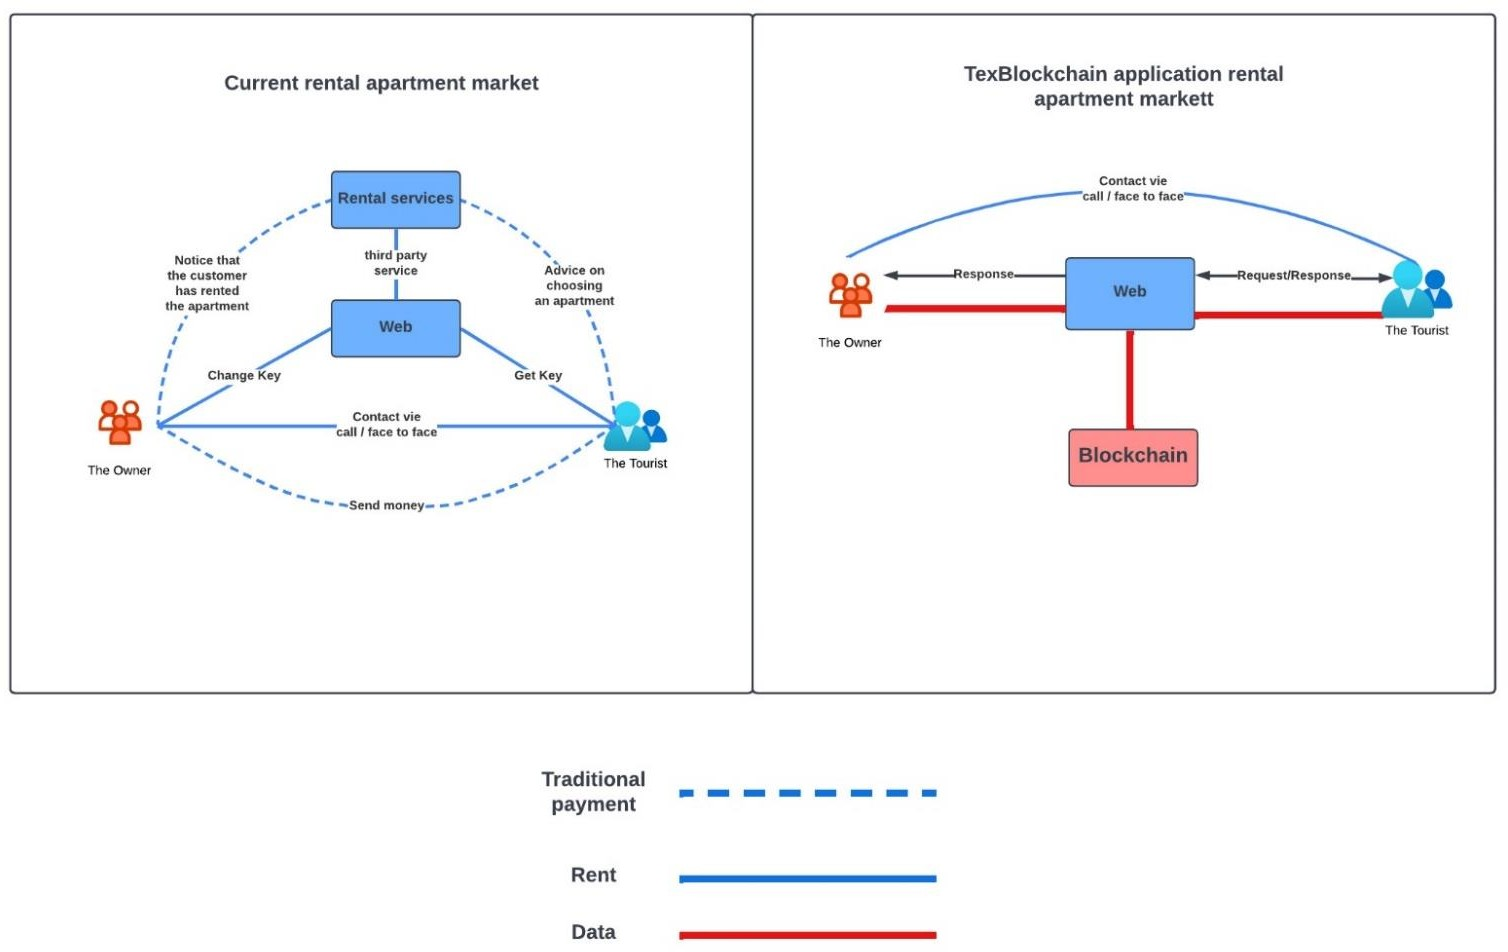 Current rental apartment market
Rental services
third party
service
Notice that
the customer
has rented
the apartment
Advice on
choosing
an apartment
Web
Change Key
Get Key
Contact vie
call / face to face
The Owner
The Tourist
Send money
TexBlockchain application rental
apartment markett
Contact vie
call / face to face
Response
Web
Request/Response
The Owner
The Tourist
Blockchain
Traditional
payment
Rent
Data